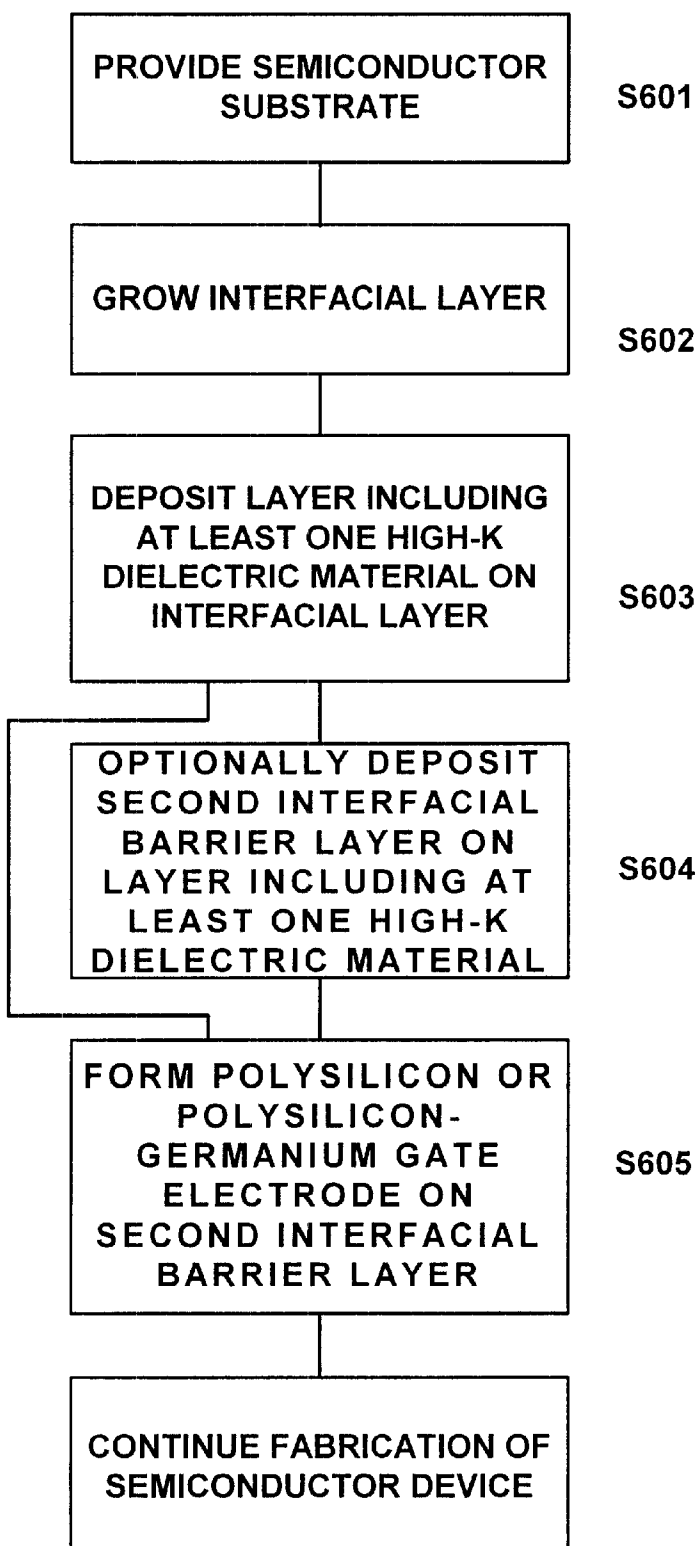 PROVIDE SEMICONDUCTOR
SUBSTRATE
S601
GROW INTERFACIAL LAYER
S602
DEPOSIT LAYER INCLUDING
AT LEAST ONE HIGH-K
DIELECTRIC MATERIAL ON
INTERFACIAL LAYER
S603
OPTIONALLY DEPOSIT
SECOND INTERFACIAL
BARRIER LAYER ON
LAYER INCLUDING AT
LEAST ONE HIGH-K
DIELECTRIC MATERIAL
S604
FORM POLYSILICON OR
POLYSILICON-
GERMANIUM GATE
ELECTRODE ON
SECOND INTERFACIAL
BARRIER LAYER
S605
CONTINUE FABRICATION OF
SEMICONDUCTOR DEVICE